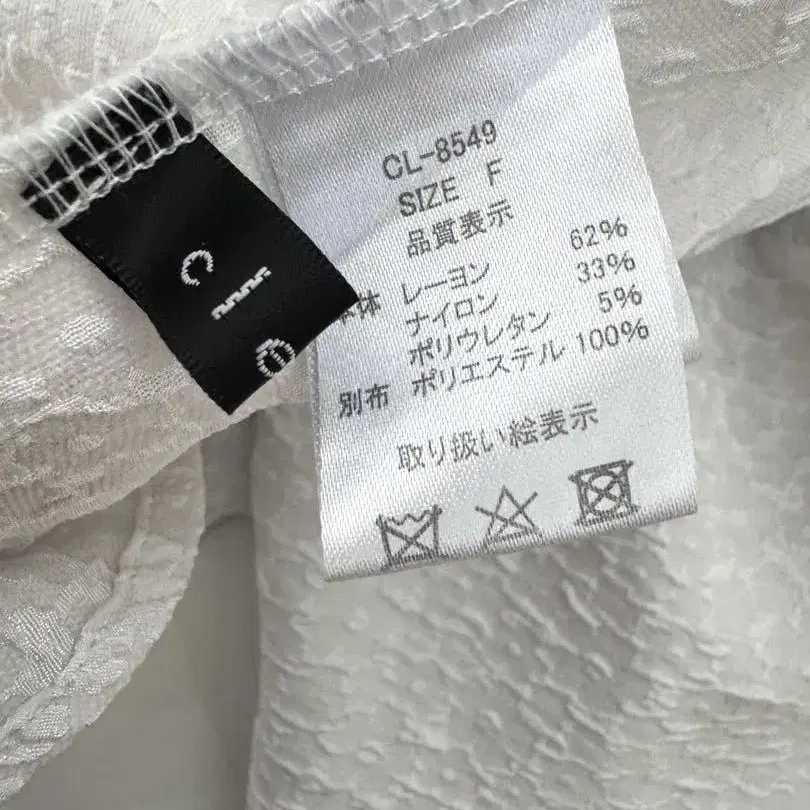 cle
CL-8549
SIZE F
品質表示
体 レーヨン 62%
ナイロン 33%
ポリウレタン 5%
別布 ポリエステル 100%
取り扱い絵表示